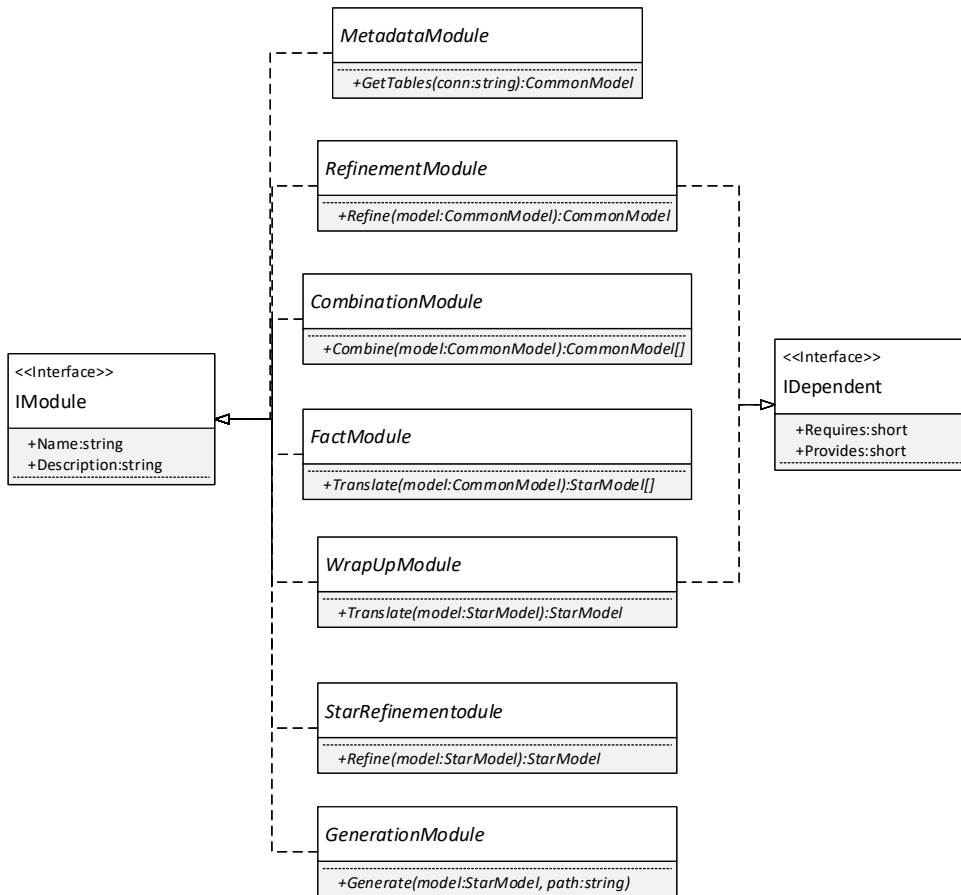 MetadataModule
+GetTables(conn:string):CommonModel
RefinementModule
+Refine(model:CommonModel):CommonModel
CombinationModule
+Combine(model:CommonModel):CommonModel[]
<<Interface>>
IModule
+Name:string
+Description:string
<<Interface>>
IDependent
+Requires:short
+Provides:short
FactModule
+Translate(model:CommonModel):StarModel[]
WrapUpModule
+Translate(model:StarModel):StarModel
StarRefinementodule
+Refine(model:StarModel):StarModel
GenerationModule
+Generate(model:StarModel, path:string)